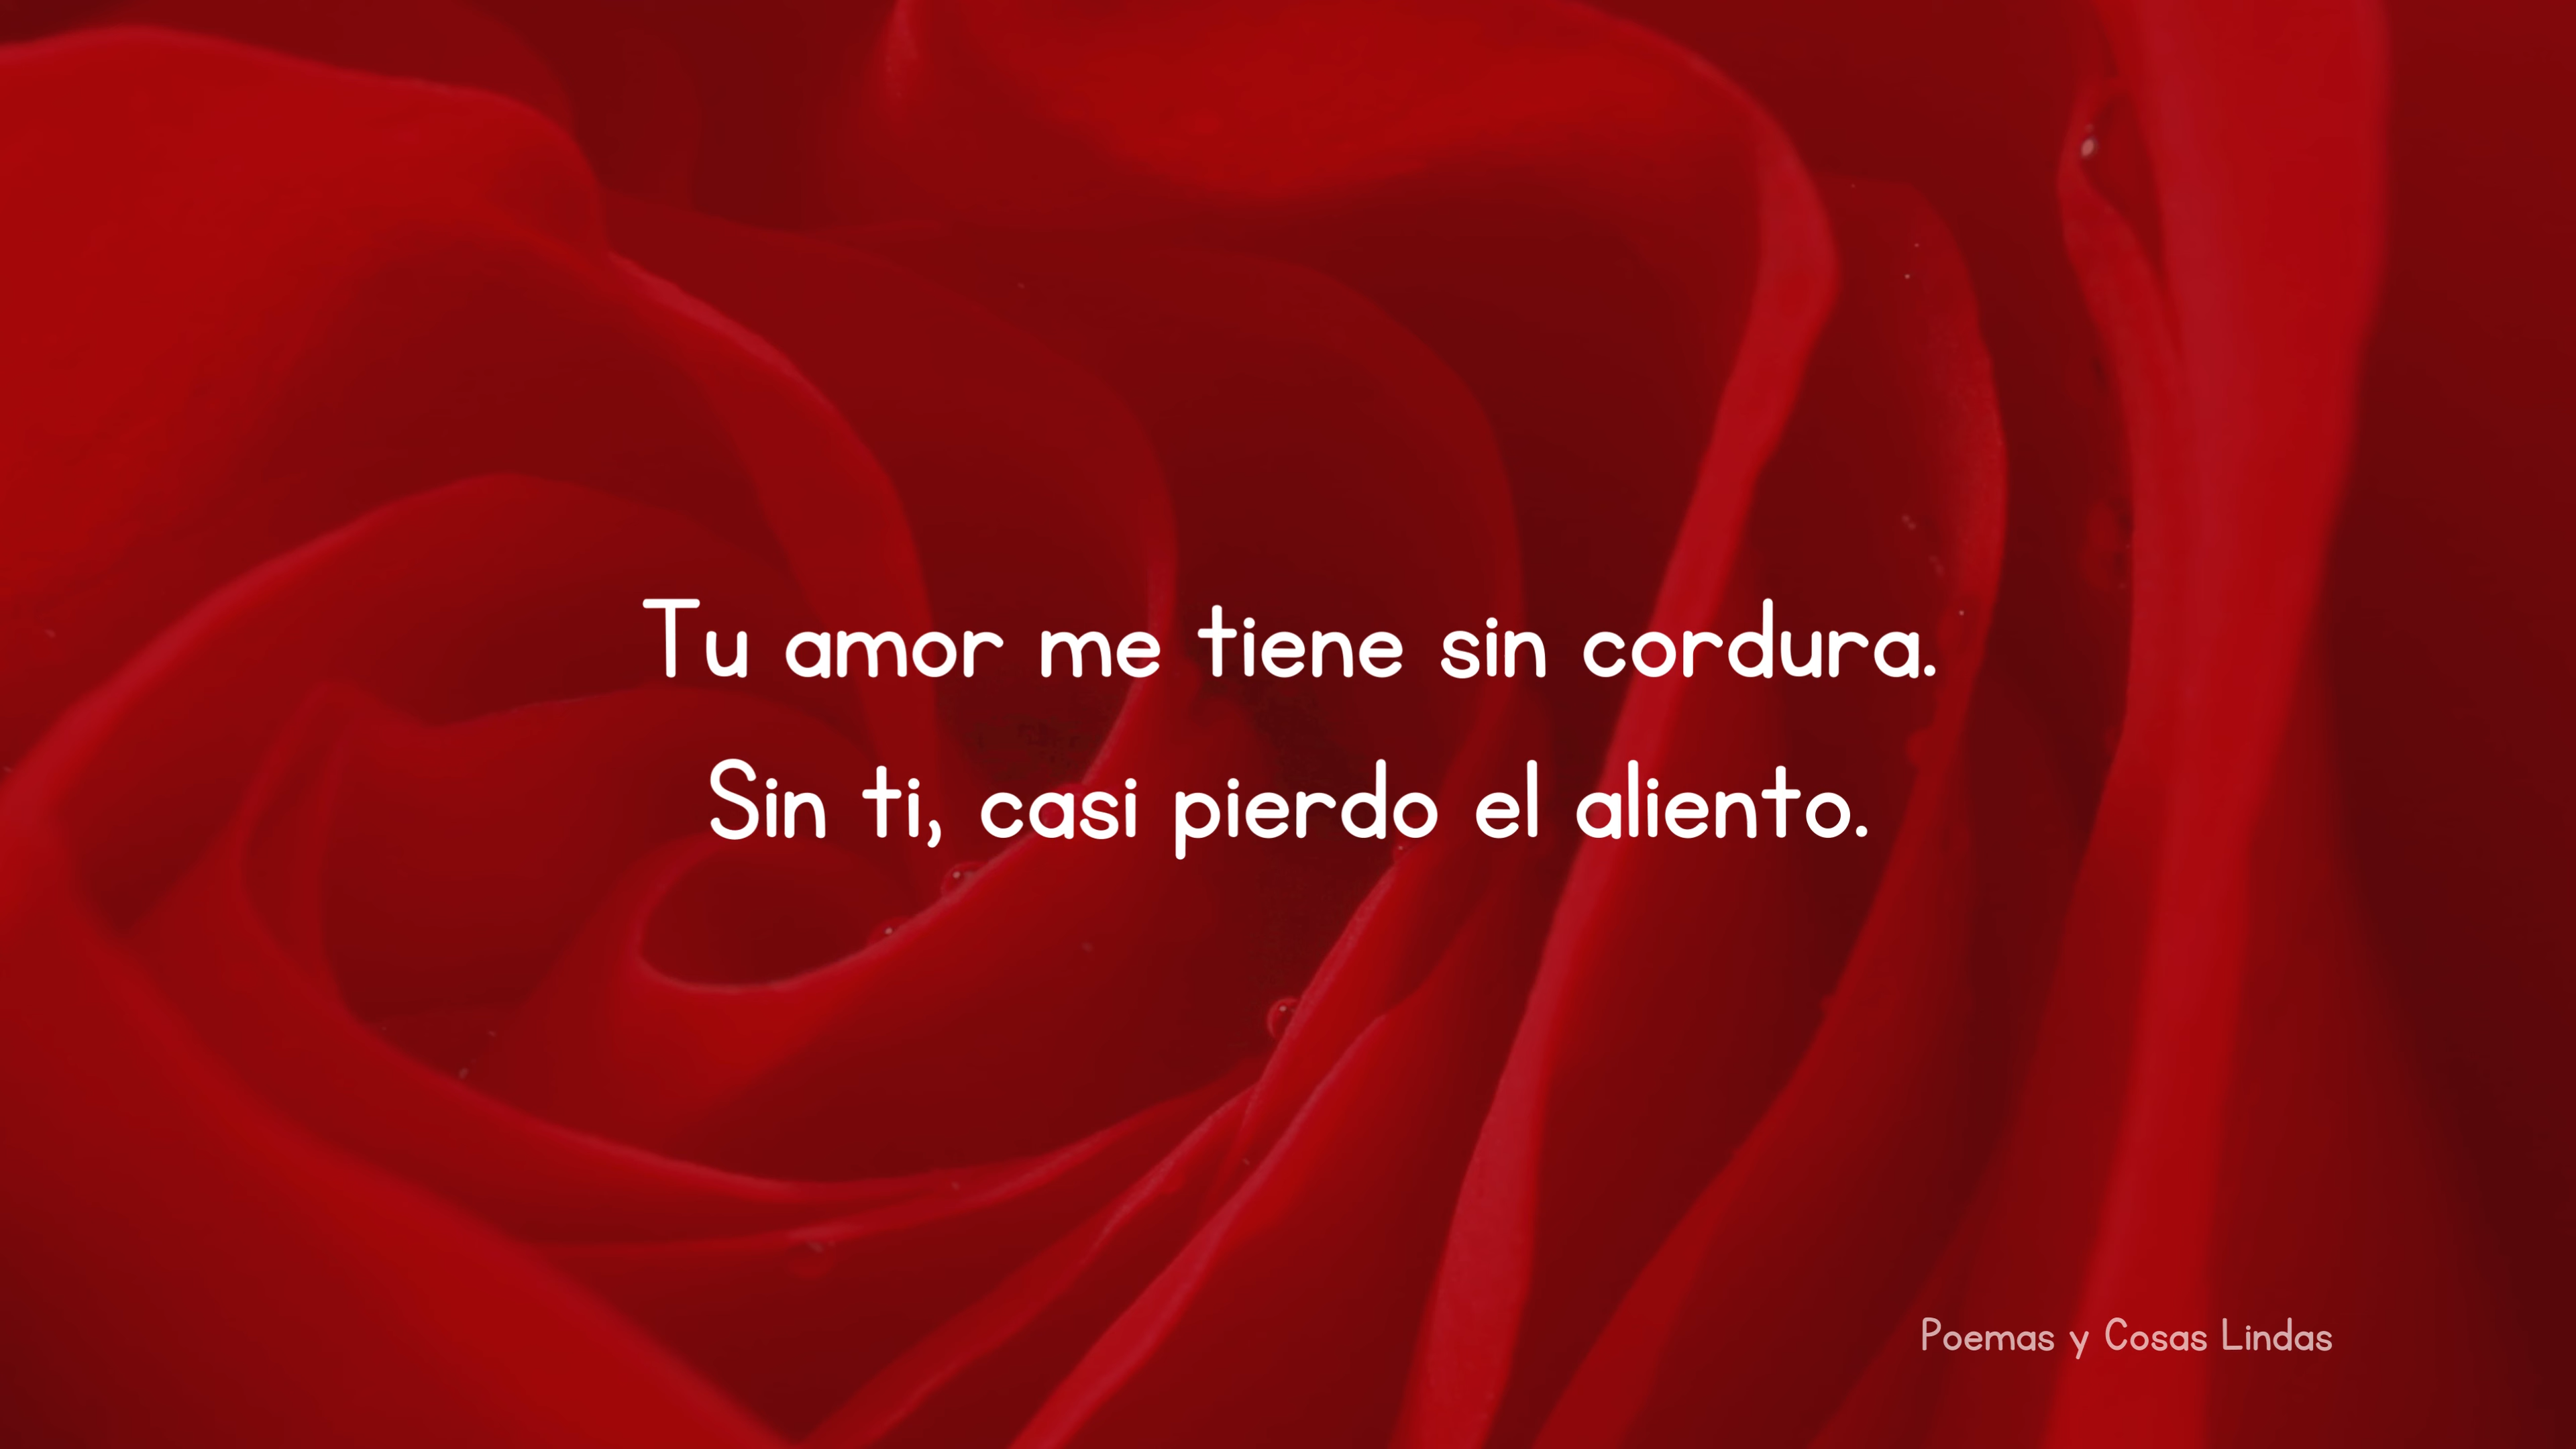 Tu amor me tiene sin cordura.
Sin ti, casi pierdo el aliento.
Poemas y Cosas Lindas